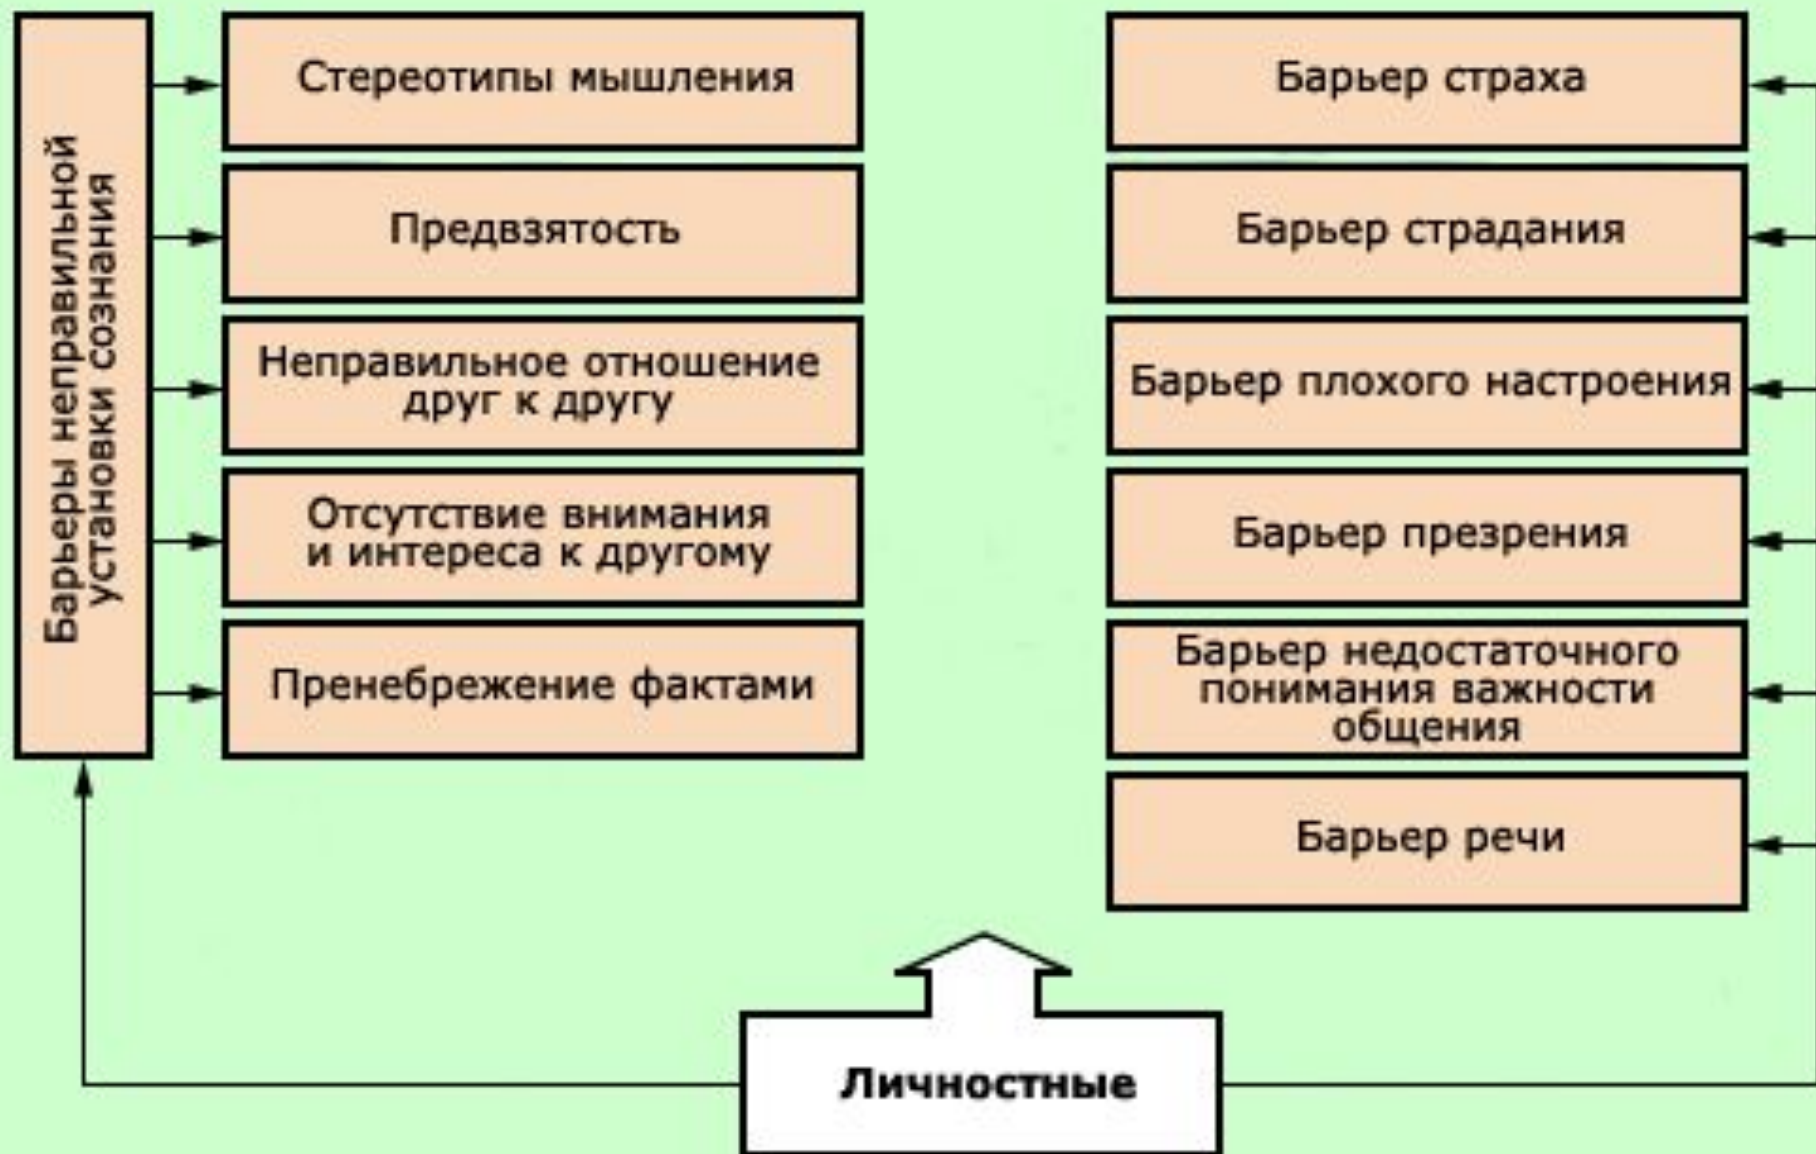 Барьеры неправильной
установки сознания
Стереотипы мышления
Предвзятость
Неправильное отношение
друг к другу
Отсутствие внимания
и интереса к другому
Пренебрежение фактами
Барьер страха
Барьер страдания
Барьер плохого настроения
Барьер презрения
Барьер недостаточного
понимания важности
общения
Барьер речи
Личностные